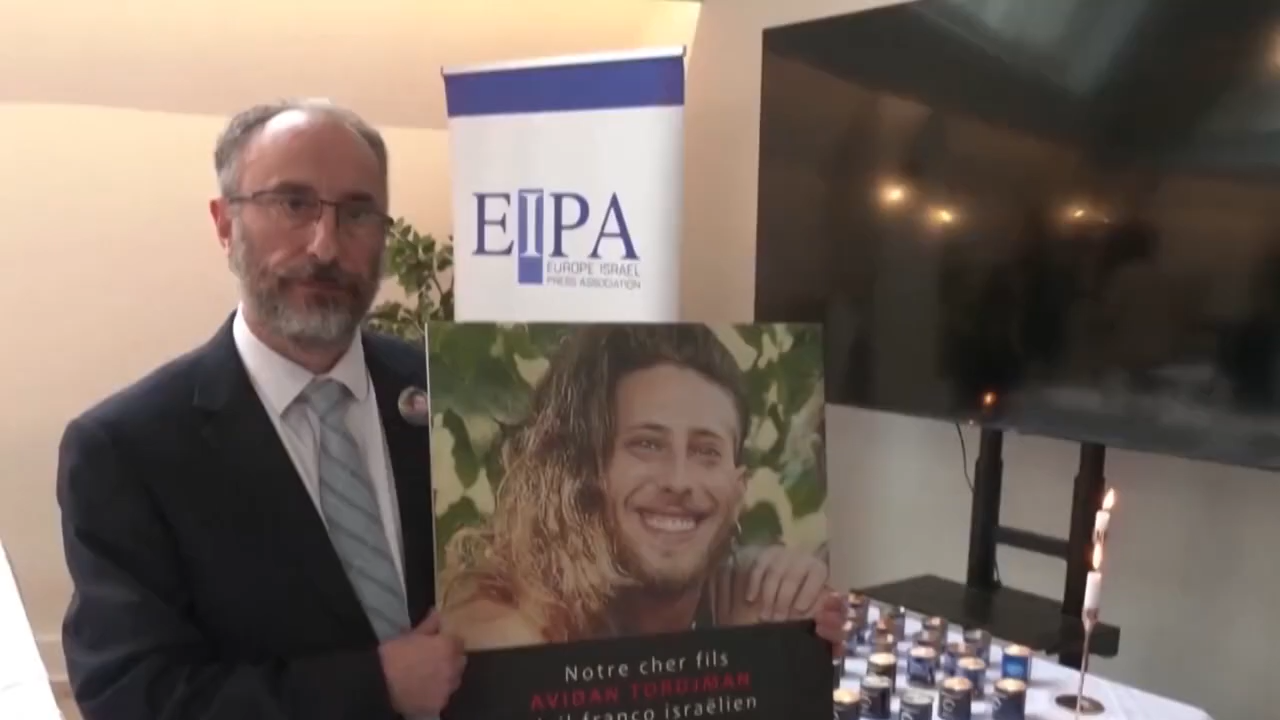 EIPA
EUROPE ISRAEL
PRESS ASSOCIATION
Notre cher fils
AVIDAN TORDJMAN
franco israélien